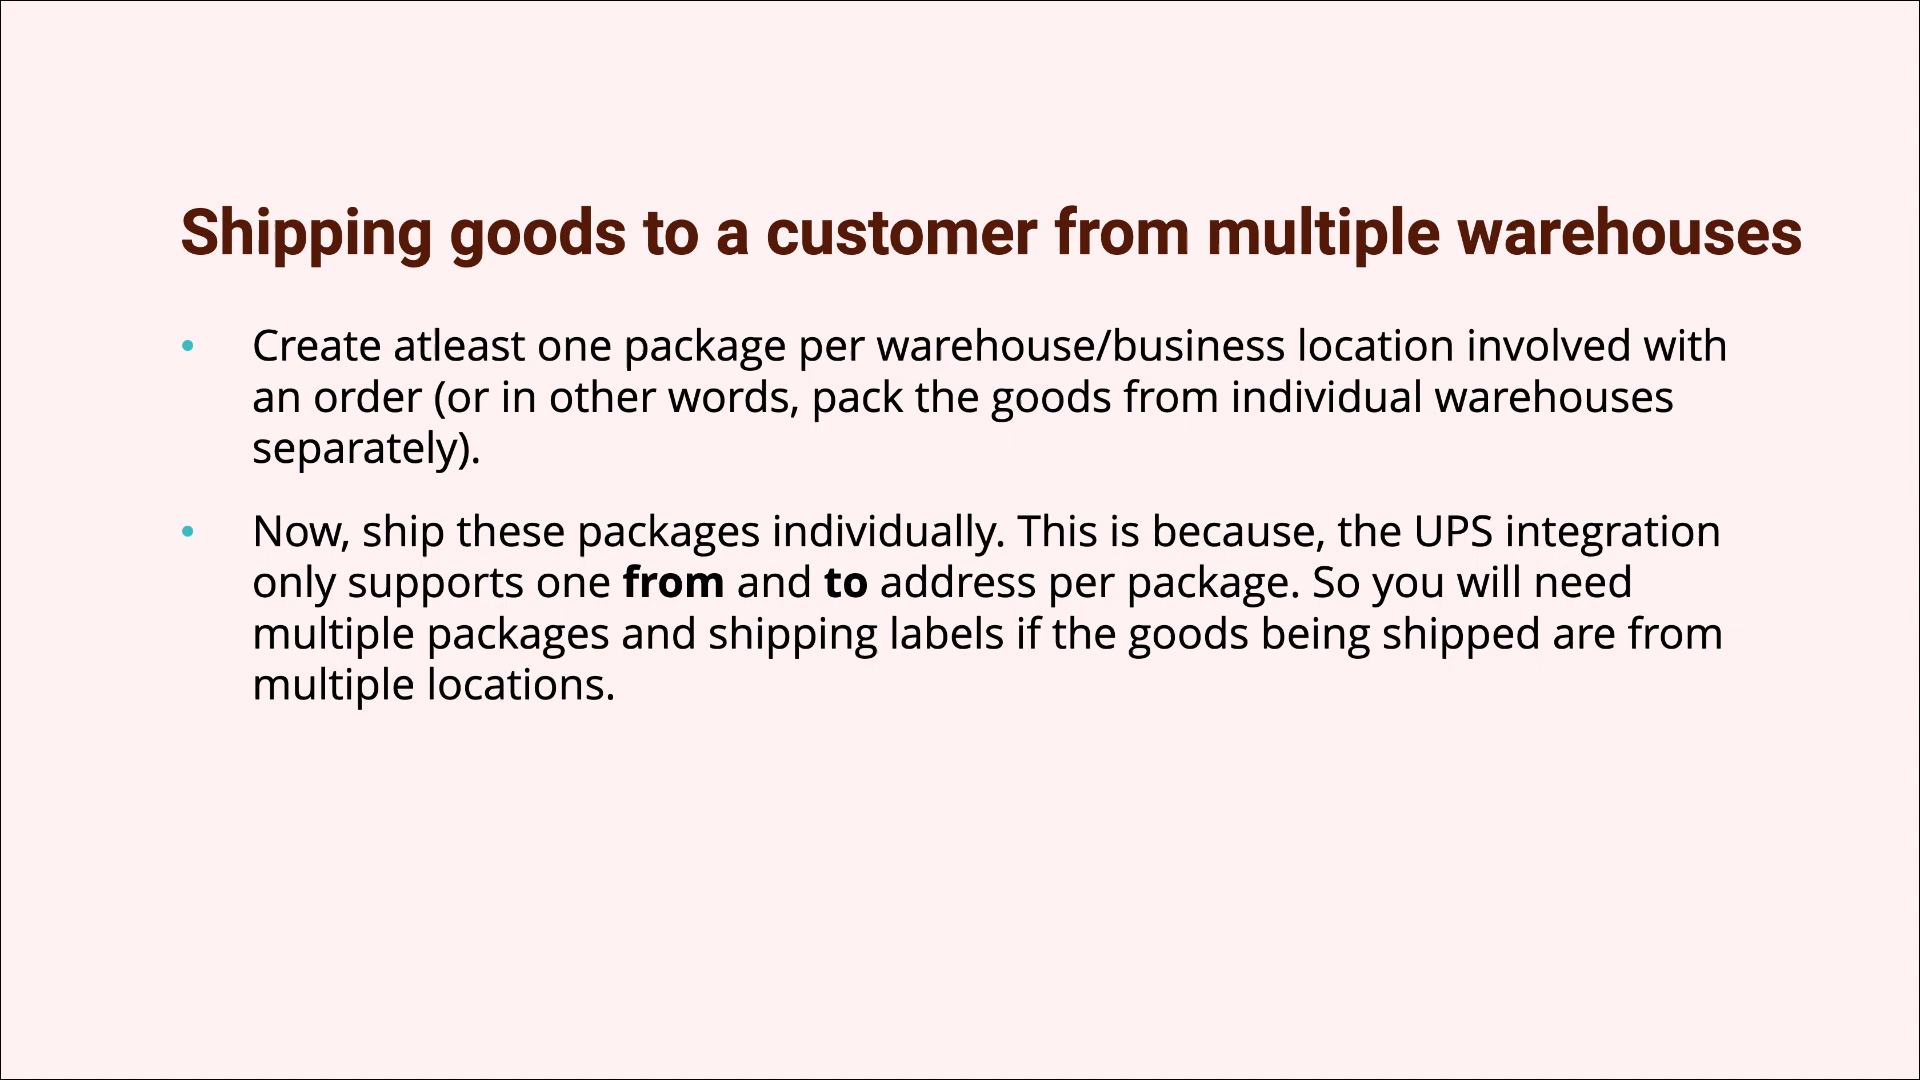 Shipping goods to a customer from multiple warehouses
• Create atleast one package per warehouse/business location involved with
an order (or in other words, pack the goods from individual warehouses
separately).
• Now, ship these packages individually. This is because, the UPS integration
only supports one from and to address per package. So you will need
multiple packages and shipping labels if the goods being shipped are from
multiple locations.